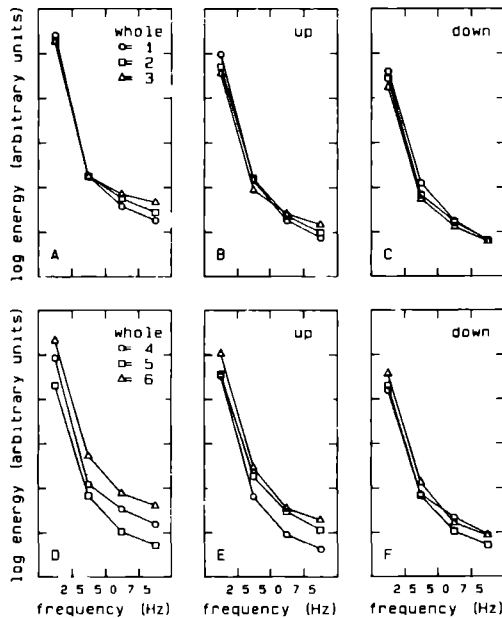 whole
○= 1
□= 2
△= 3
A
up
B
down
C
log energy (arbitrary units)
whole
○= 4
□= 5
△= 6
D
up
E
down
F
log energy (arbitrary units)
2 5 5 0 7 5
2 5 5 0 7 5
2 5 5 0 7 5
frequency (Hz)
frequency (Hz)
frequency (Hz)